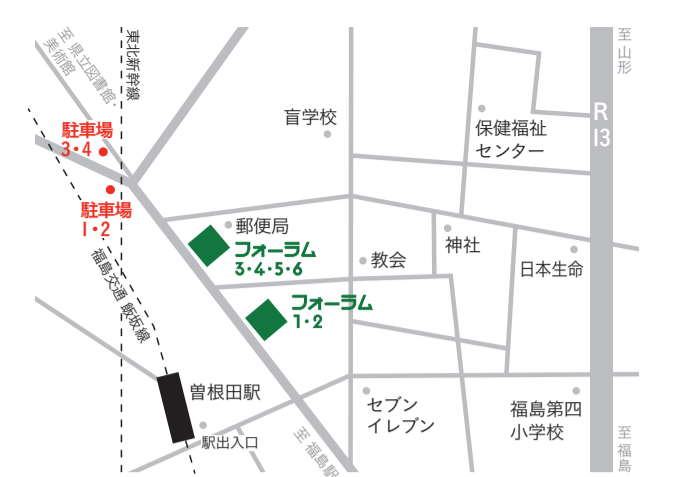 至 県立図書館・
美術館
東北新幹線
至 山形
R
13
盲学校
保健福祉
センター
駐車場
3・4
駐車場
1・2
郵便局
フォーラム
3・4・5・6
教会
神社
日本生命
福島交通 飯坂線
フォーラム
1・2
曽根田駅
駅出入口
セブン
イレブン
福島第四
小学校
至 福島駅
至 福島